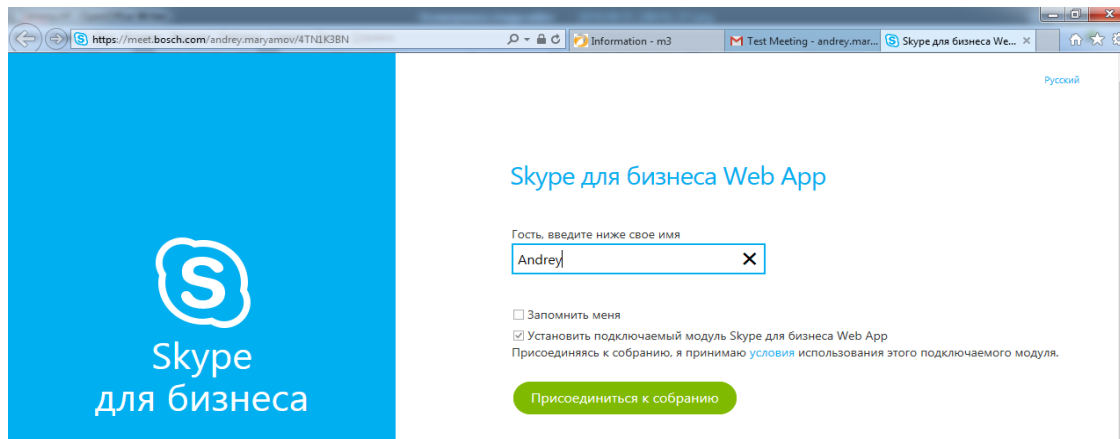 https://meet.bosch.com/andrey.maryamov/4TN1K3BN
Information - m3
Test Meeting - andrey.mar...
Skype для бизнеса We...
Русский
Skype для бизнеса Web App
Гость, введите ниже свое имя
Andrey
Запомнить меня
Установить подключаемый модуль Skype для бизнеса Web App
Присоединяясь к собранию, я принимаю условия использования этого подключаемого модуля.
Присоединиться к собранию
S
Skype
для бизнеса